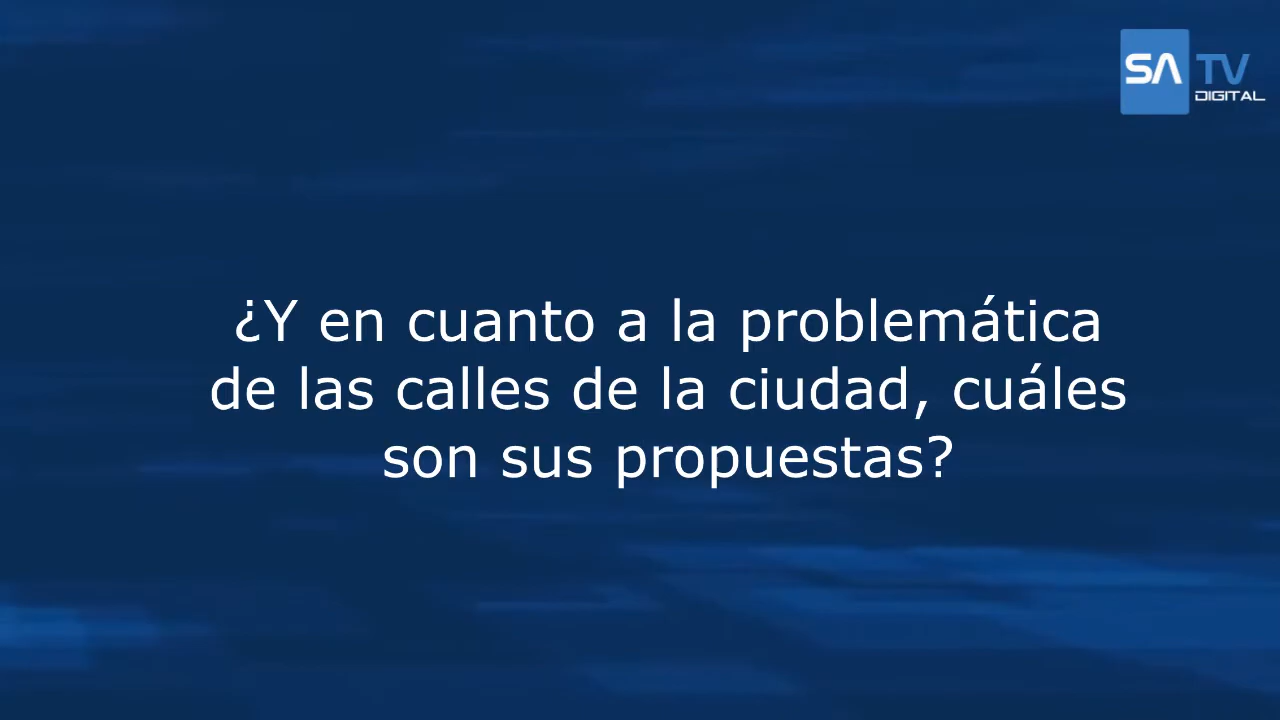 SA TV
DIGITAL
¿Y en cuanto a la problemática
de las calles de la ciudad, cuáles
son sus propuestas?